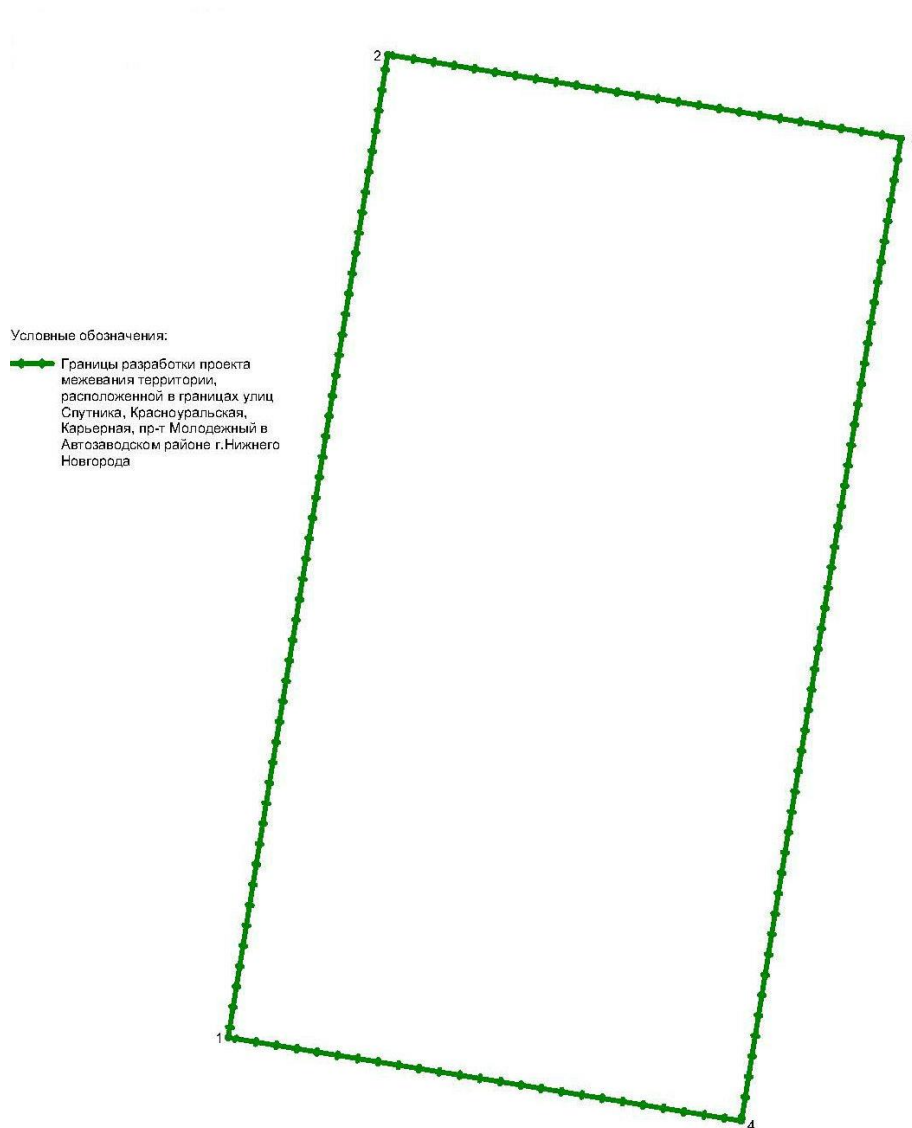 2
Условные обозначения:
Границы разработки проекта
межевания территории,
расположенной в границах улиц
Спутника, Красноуральская,
Карьерная, пр-т Молодежный в
Автозаводском районе г.Нижнего
Новгорода
1
4